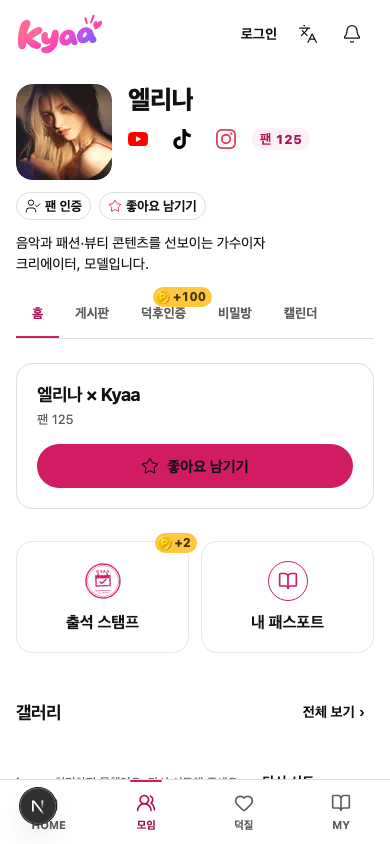 Kyaa
로그인
엘리나
팬 125
팬 인증
좋아요 남기기
음악과 패션·뷰티 콘텐츠를 선보이는 가수이자
크리에이터, 모델입니다.
+100
홈
게시판
덕후인증
비밀방
캘린더
엘리나 × Kyaa
팬 125
좋아요 남기기
+2
출석 스탬프
내 패스포트
갤러리
전체 보기 ›
N
HOME
모임
덕질
MY